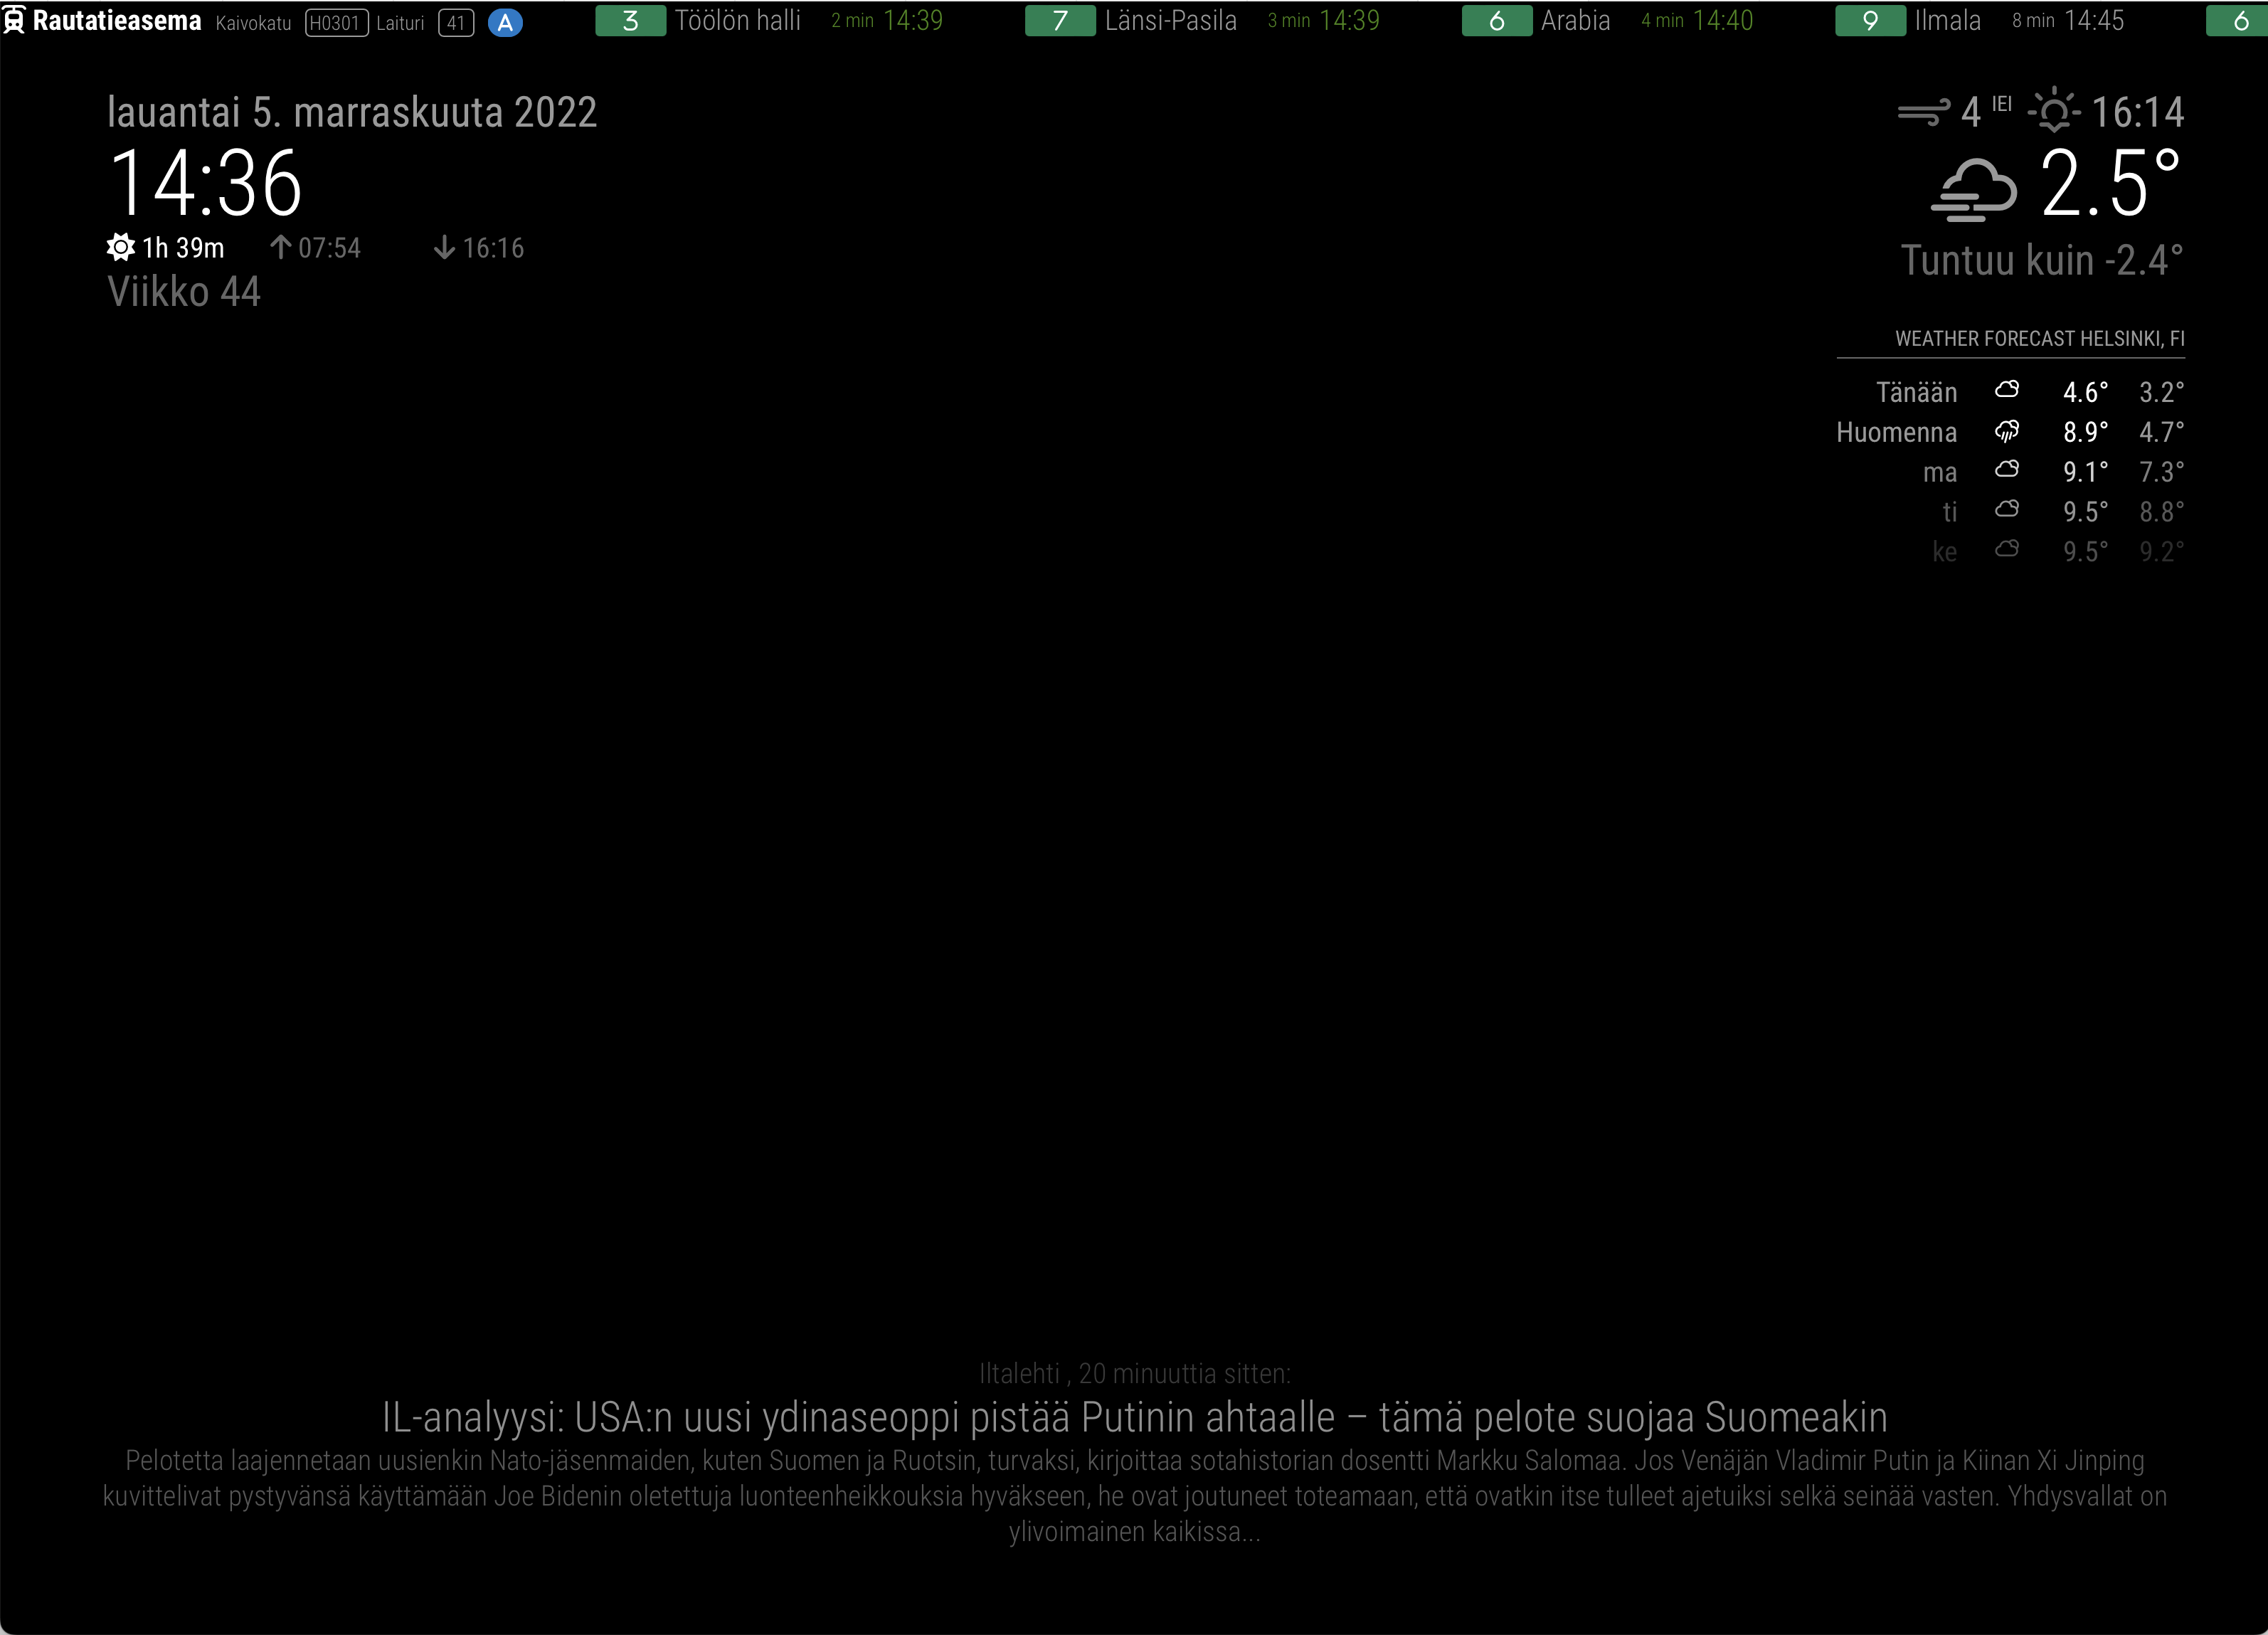 Rautatieasema Kaivokatu H0301 Laituri 41 A 3 Töölön halli 2 min 14:39 7 Länsi-Pasila 3 min 14:39 6 Arabia 4 min 14:40 9 Ilmala 8 min 14:45 6
lauantai 5. marraskuuta 2022
14:36
1h 39m 07:54 16:16
Viikko 44
4 IEI 16:14
2.5°
Tuntuu kuin -2.4°
WEATHER FORECAST HELSINKI, FI
Tänään 4.6° 3.2°
Huomenna 8.9° 4.7°
ma 9.1° 7.3°
ti 9.5° 8.8°
ke 9.5° 9.2°
Iltalehti , 20 minuuttia sitten:
IL-analyysi: USA:n uusi ydinaseoppi pistää Putinin ahtaalle – tämä pelote suojaa Suomeakin
Pelotetta laajennetaan uusienkin Nato-jäsenmaiden, kuten Suomen ja Ruotsin, turvaksi, kirjoittaa sotahistorian dosentti Markku Salomaa. Jos Venäjän Vladimir Putin ja Kiinan Xi Jinping
kuvittelivat pystyvänsä käyttämään Joe Bidenin oletettuja luonteenheikkouksia hyväkseen, he ovat joutuneet toteamaan, että ovatkin itse tulleet ajetuiksi selkä seinää vasten. Yhdysvallat on
ylivoimainen kaikissa...